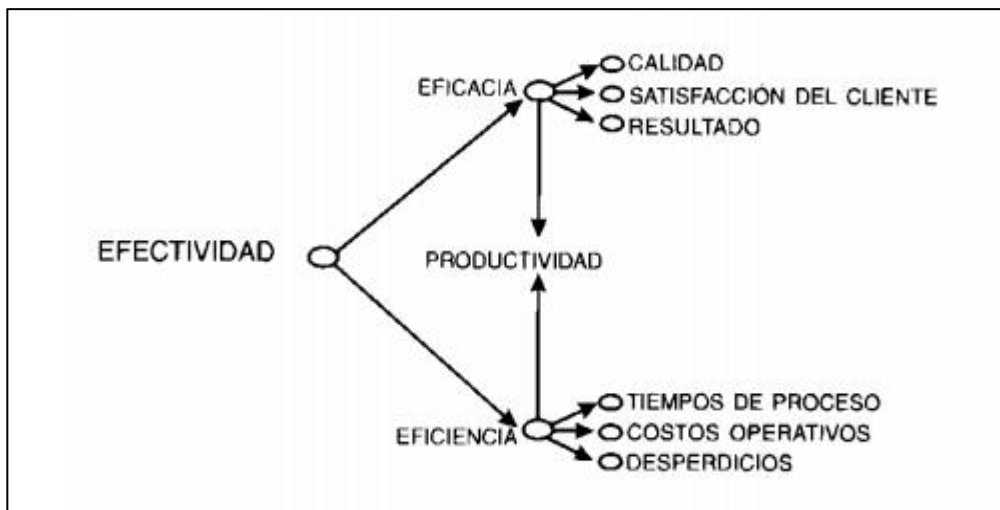 EFICACIA
CALIDAD
SATISFACCIÓN DEL CLIENTE
RESULTADO
EFECTIVIDAD
PRODUCTIVIDAD
EFICIENCIA
TIEMPOS DE PROCESO
COSTOS OPERATIVOS
DESPERDICIOS